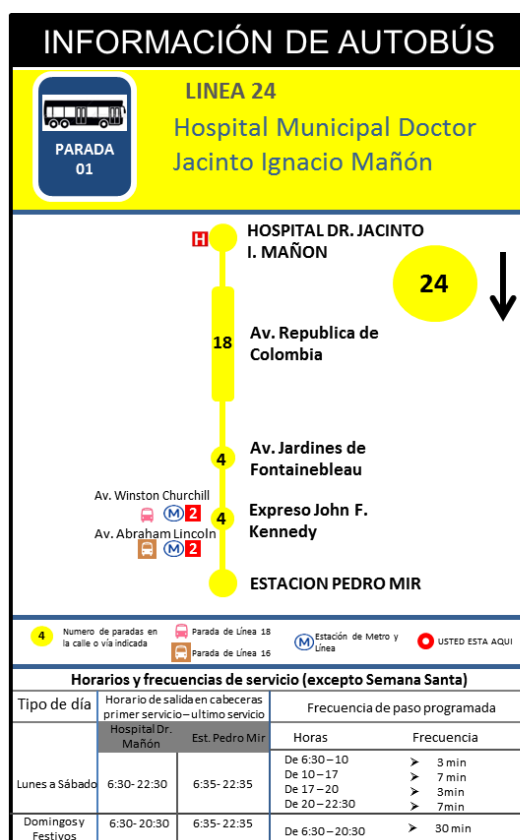 INFORMACIÓN DE AUTOBÚS
LINEA 24
PARADA
01
Hospital Municipal Doctor
Jacinto Ignacio Mañón
H
HOSPITAL DR. JACINTO
I. MAÑON
24
18
Av. Republica de
Colombia
4
Av. Jardines de
Fontainebleau
Av. Winston Churchill
M 2
Av. Abraham Lincoln
M 2
4
Expreso John F.
Kennedy
ESTACION PEDRO MIR
4
Numero de paradas en
la calle o vía indicada
Parada de Línea 18
Parada de Línea 16
M
Estación de Metro y
Línea
USTED ESTA AQUI
Horarios y frecuencias de servicio (excepto Semana Santa)
Tipo de día
Horario de salida en cabeceras
primer servicio – ultimo servicio
Frecuencia de paso programada
Hospital Dr.
Mañón
Est. Pedro Mir
Horas
Frecuencia
Lunes a Sábado
6:30- 22:30
6:35- 22:35
De 6:30 – 10 ➤ 3 min
De 10 – 17 ➤ 7 min
De 17 – 20 ➤ 3min
De 20 – 22:30 ➤ 7min
Domingos y
Festivos
6:30- 20:30
6:35- 22:35
De 6:30 – 20:30 ➤ 30 min